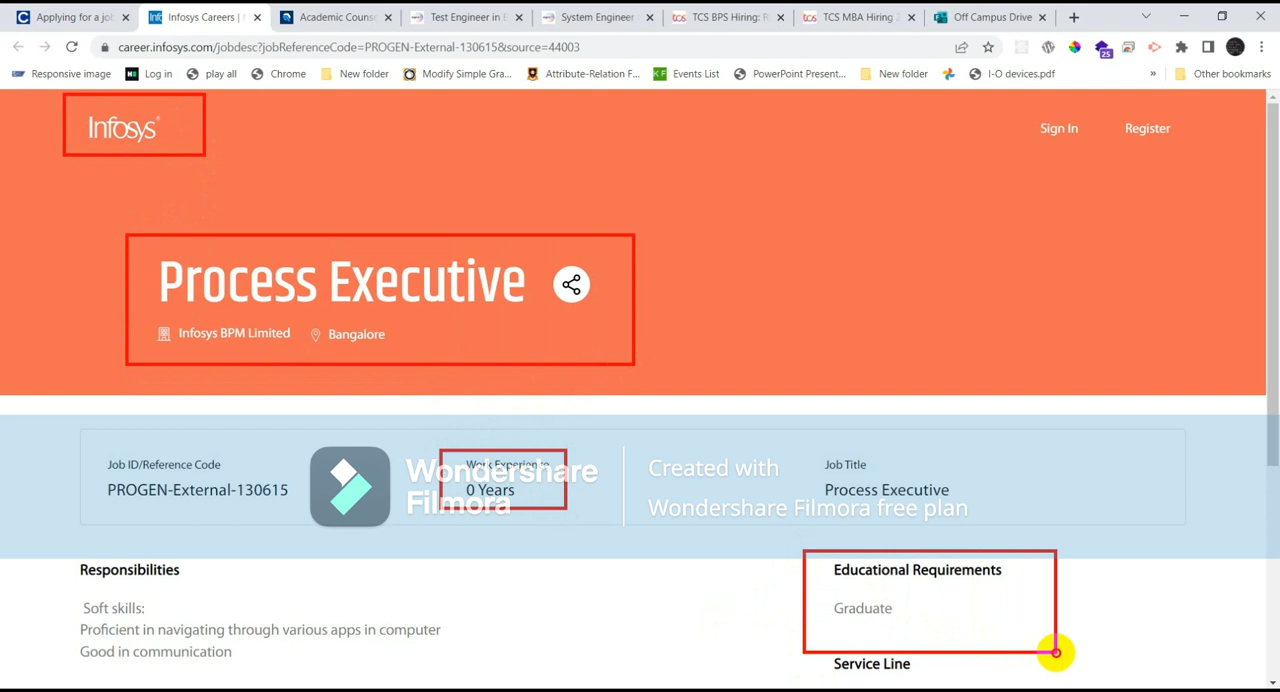 Applying for a jo
Infosys Careers |
Academic Couns
Test Engineer in
System Engineer
TCS BPS Hiring: R
TCS MBA Hiring 2
Off Campus Drive
career.infosys.com/jobdesc?jobReferenceCode=PROGEN-External-130615&source=44003
25
Responsive image
Log in
play all
Chrome
New folder
Modify Simple Gra...
Attribute-Relation F...
KF Events List
PowerPoint Present...
New folder
I-O devices.pdf
»
Other bookmarks
Infosys
Sign In
Register
Process Executive
Infosys BPM Limited
Bangalore
Job ID/Reference Code
Work Experience
Job Title
PROGEN-External-130615
0 Years
Process Executive
Wondershare
Filmora
Created with
Wondershare Filmora free plan
Responsibilities
Educational Requirements
Soft skills:
Graduate
Proficient in navigating through various apps in computer
Good in communication
Service Line